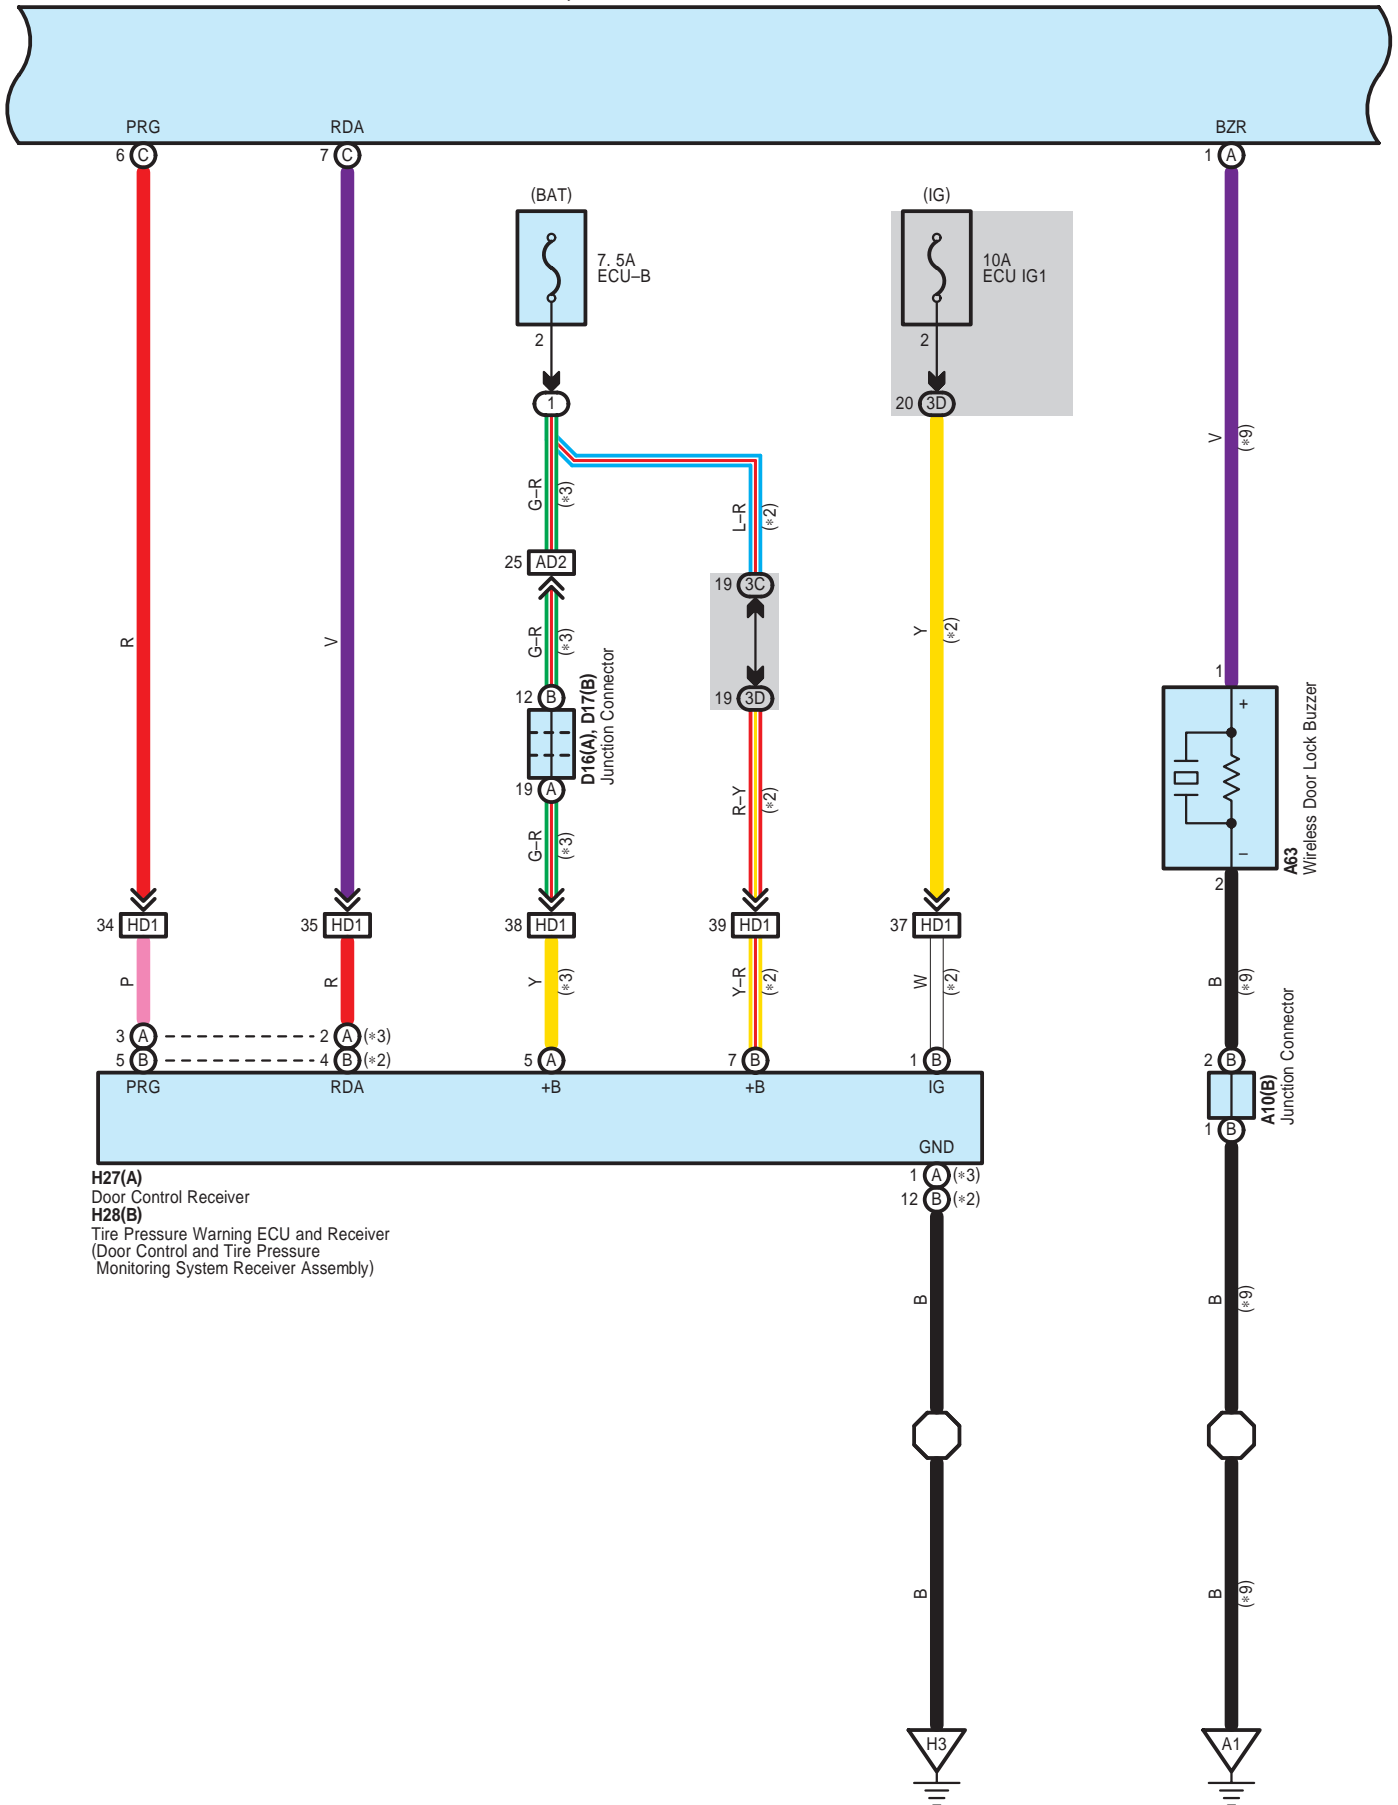 PRG
RDA
BZR
6 C
7 C
1 A
(BAT)
(IG)
7. 5A
ECU–B
10A
ECU IG1
2
2
1
20 3D
V
(*9)
G–R
(*3)
L–R
(*2)
25 AD2
19 3C
R
V
G–R
(*3)
Y
(*2)
12 B
19 3D
D16(A), D17(B)
Junction Connector
19 A
1
+
–
A63
Wireless Door Lock Buzzer
2
G–R
(*3)
R–Y
(*2)
34 HD1
35 HD1
38 HD1
39 HD1
37 HD1
P
R
Y
(*3)
Y–R
(*2)
W
(*2)
B
(*9)
3 A
2 A (*3)
5 B
4 B (*2)
5 A
7 B
1 B
2 B
A10(B)
Junction Connector
1 B
PRG
RDA
+B
+B
IG
GND
1 A (*3)
12 B (*2)
H27(A)
Door Control Receiver
H28(B)
Tire Pressure Warning ECU and Receiver
(Door Control and Tire Pressure
Monitoring System Receiver Assembly)
B
B
(*9)
B
B
(*9)
H3
A1